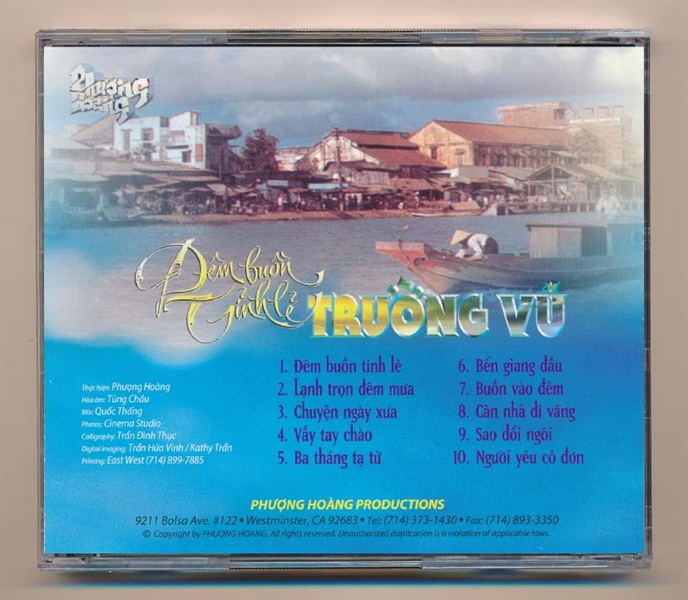 Phượng
Hoàng
Đêm buồn
Tỉnh lẻ
TRƯỜNG VŨ
1. Đêm buồn tỉnh lẻ
2. Lạnh trọn đêm mưa
3. Chuyện ngày xưa
4. Vẫy tay chào
5. Ba tháng tạ từ
6. Bến giang đầu
7. Buồn vào đêm
8. Căn nhà dĩ vãng
9. Sao đổi ngôi
10. Người yêu cô đơn
Thực hiện: Phượng Hoàng
Hòa âm: Tùng Châu
Mix: Quốc Thắng
Photos: Cinema Studio
Calligraphy: Trần Đình Thục
Digital imaging: Trần Hứa Vĩnh / Kathy Trần
Printing: East West (714) 899-7885
PHƯỢNG HOÀNG PRODUCTIONS
9211 Bolsa Ave. #122 • Westminster, CA 92683 • Tel: (714) 373-1430 • Fax: (714) 893-3350
© Copyright by PHUONG HOANG. All rights reserved. Unauthorized duplication is a violation of applicable laws.